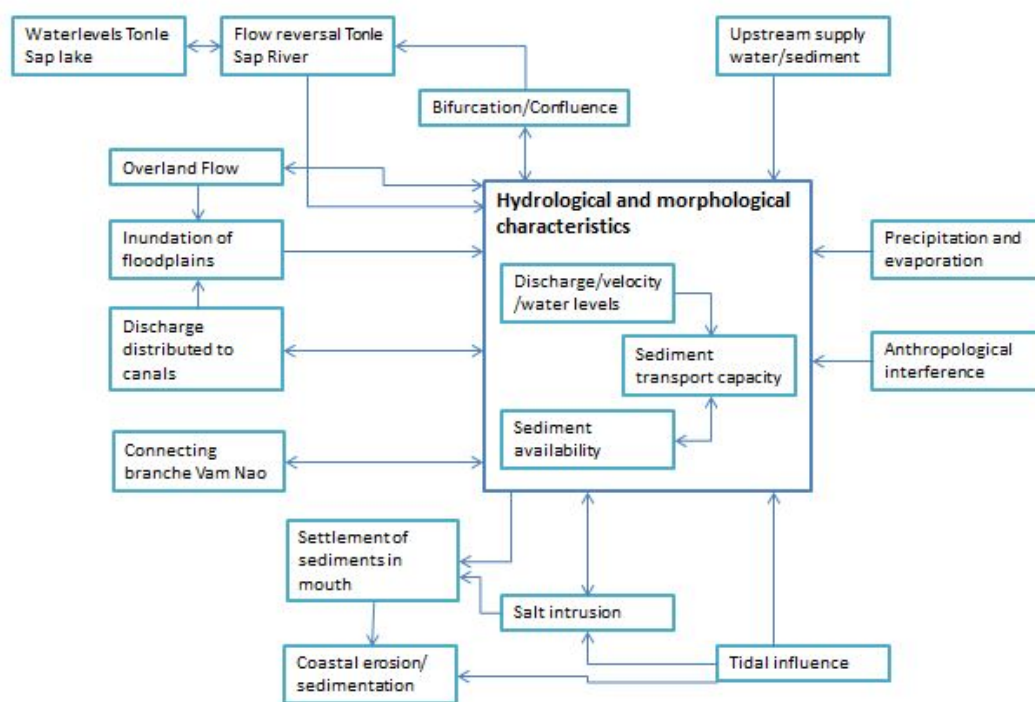 Waterlevels Tonle
Sap lake
Flow reversal Tonle
Sap River
Upstream supply
water/sediment
Bifurcation/Confluence
Overland Flow
Hydrological and morphological
characteristics
Inundation of
floodplains
Precipitation and
evaporation
Discharge/velocity
/water levels
Discharge
distributed to
canals
Sediment
transport capacity
Anthropological
interference
Sediment
availability
Connecting
branche Vam Nao
Settlement of
sediments in
mouth
Salt intrusion
Coastal erosion/
sedimentation
Tidal influence